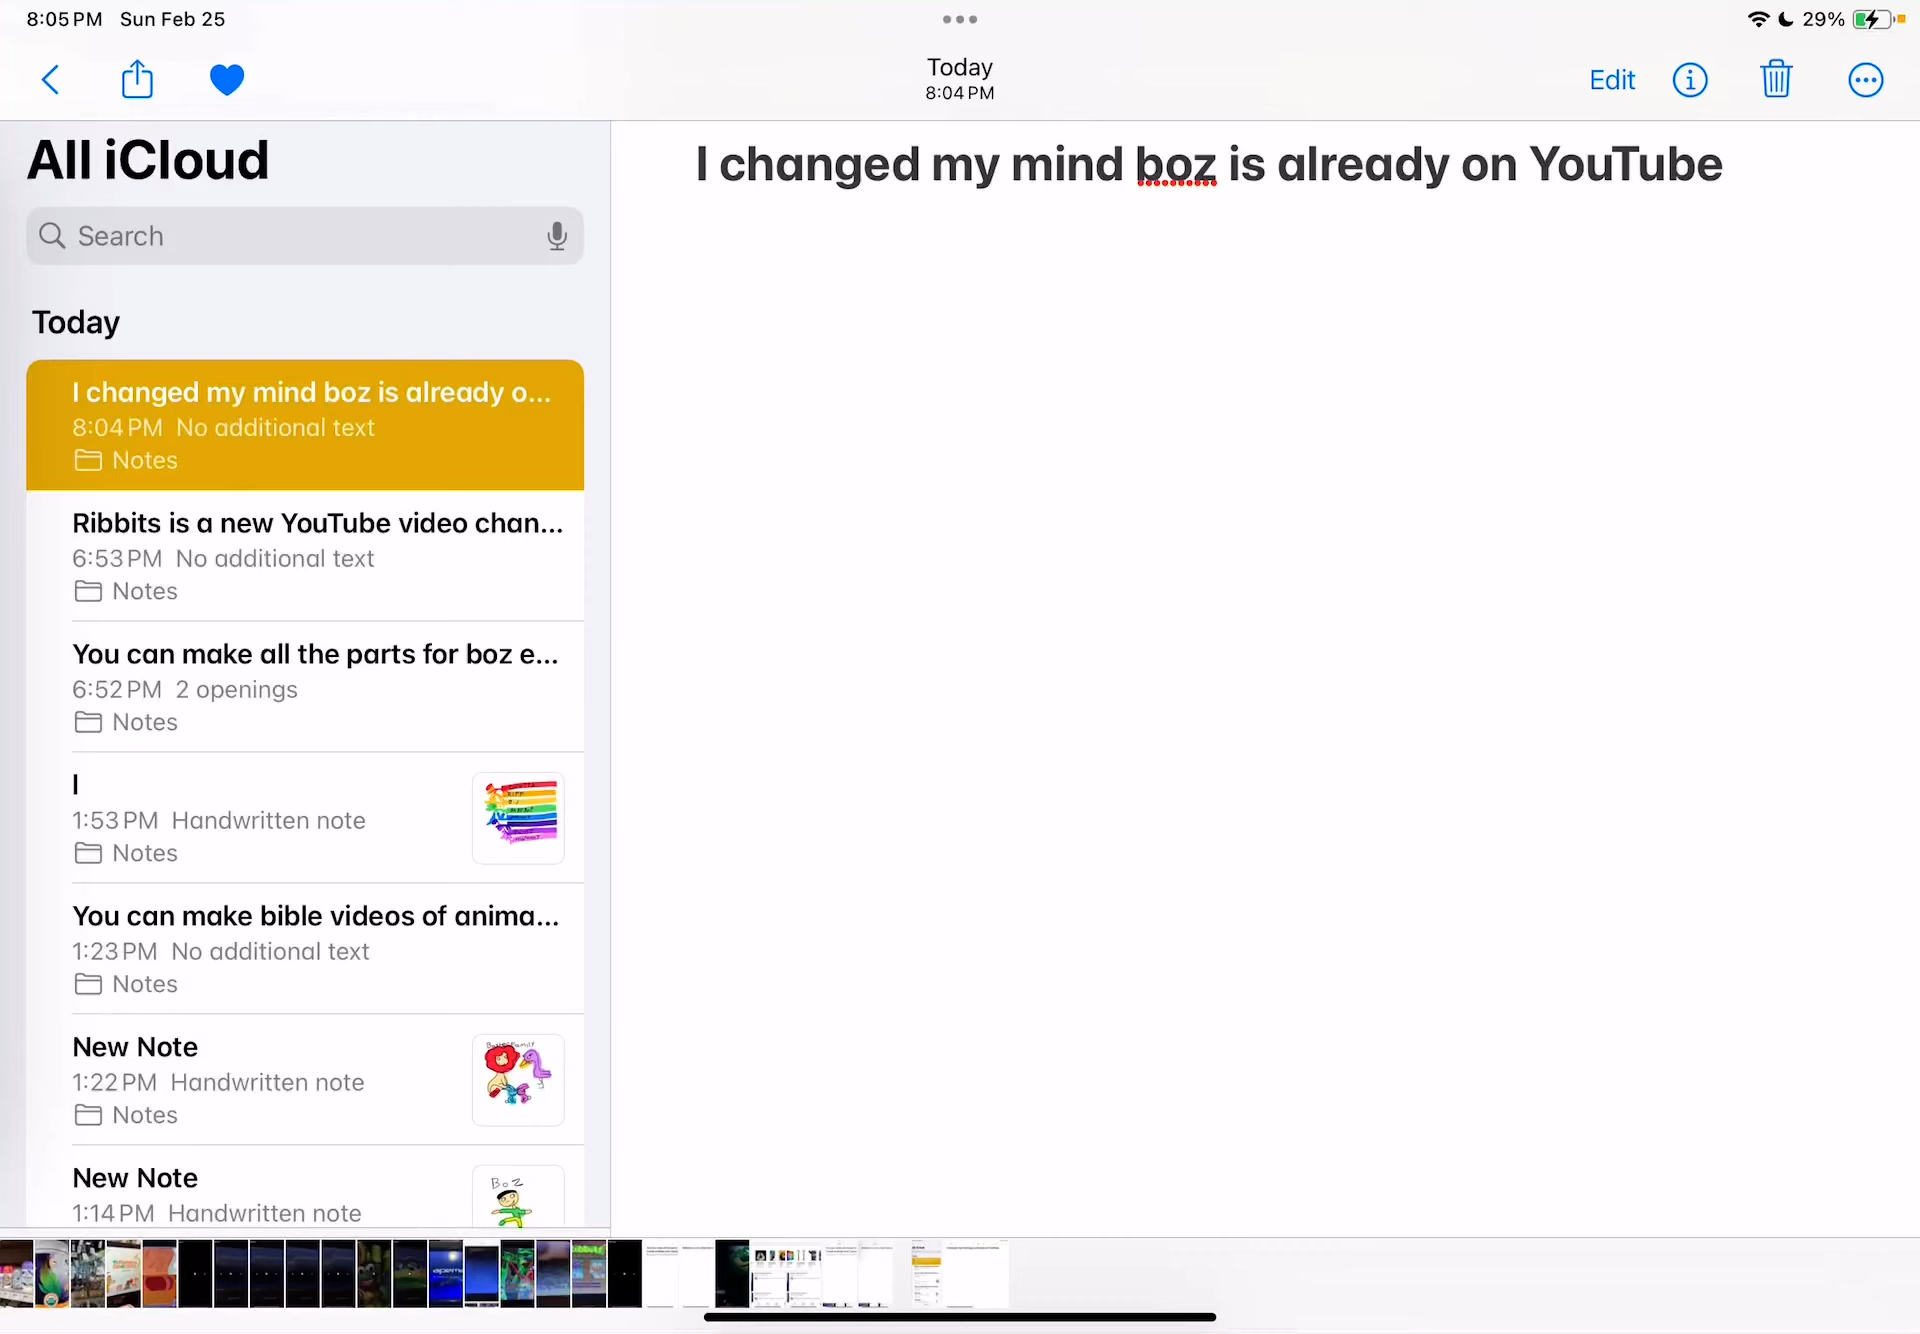 8:05 PM Sun Feb 25
29%
Today
8:04 PM
Edit
All iCloud
Search
Today
I changed my mind boz is already o...
8:04 PM No additional text
Notes
Ribbits is a new YouTube video chan...
6:53 PM No additional text
Notes
You can make all the parts for boz e...
6:52 PM 2 openings
Notes
I
1:53 PM Handwritten note
Notes
You can make bible videos of anima...
1:23 PM No additional text
Notes
New Note
1:22 PM Handwritten note
Notes
New Note
1:14 PM Handwritten note
Boz
I changed my mind boz is already on YouTube